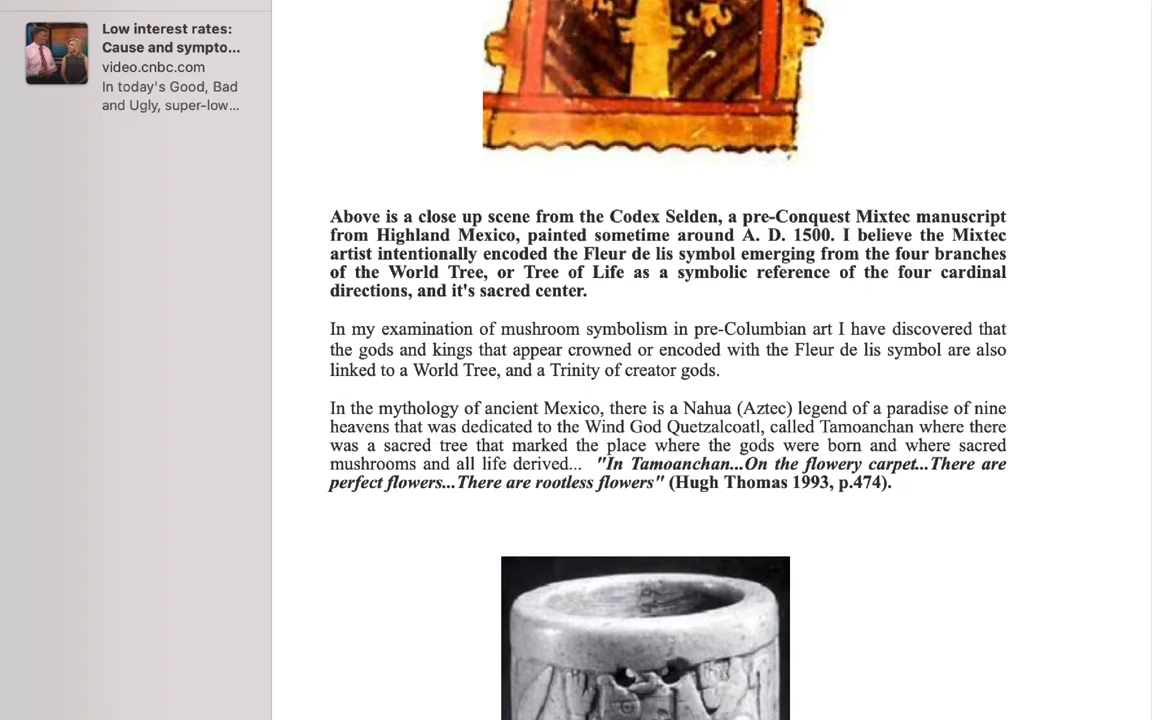 Low interest rates:
Cause and sympto...
video.cnbc.com
In today's Good, Bad
and Ugly, super-low...
Above is a close up scene from the Codex Selden, a pre-Conquest Mixtec manuscript
from Highland Mexico, painted sometime around A. D. 1500. I believe the Mixtec
artist intentionally encoded the Fleur de lis symbol emerging from the four branches
of the World Tree, or Tree of Life as a symbolic reference of the four cardinal
directions, and it's sacred center.
In my examination of mushroom symbolism in pre-Columbian art I have discovered that
the gods and kings that appear crowned or encoded with the Fleur de lis symbol are also
linked to a World Tree, and a Trinity of creator gods.
In the mythology of ancient Mexico, there is a Nahua (Aztec) legend of a paradise of nine
heavens that was dedicated to the Wind God Quetzalcoatl, called Tamoanchan where there
was a sacred tree that marked the place where the gods were born and where sacred
mushrooms and all life derived... "In Tamoanchan...On the flowery carpet...There are
perfect flowers...There are rootless flowers" (Hugh Thomas 1993, p.474).